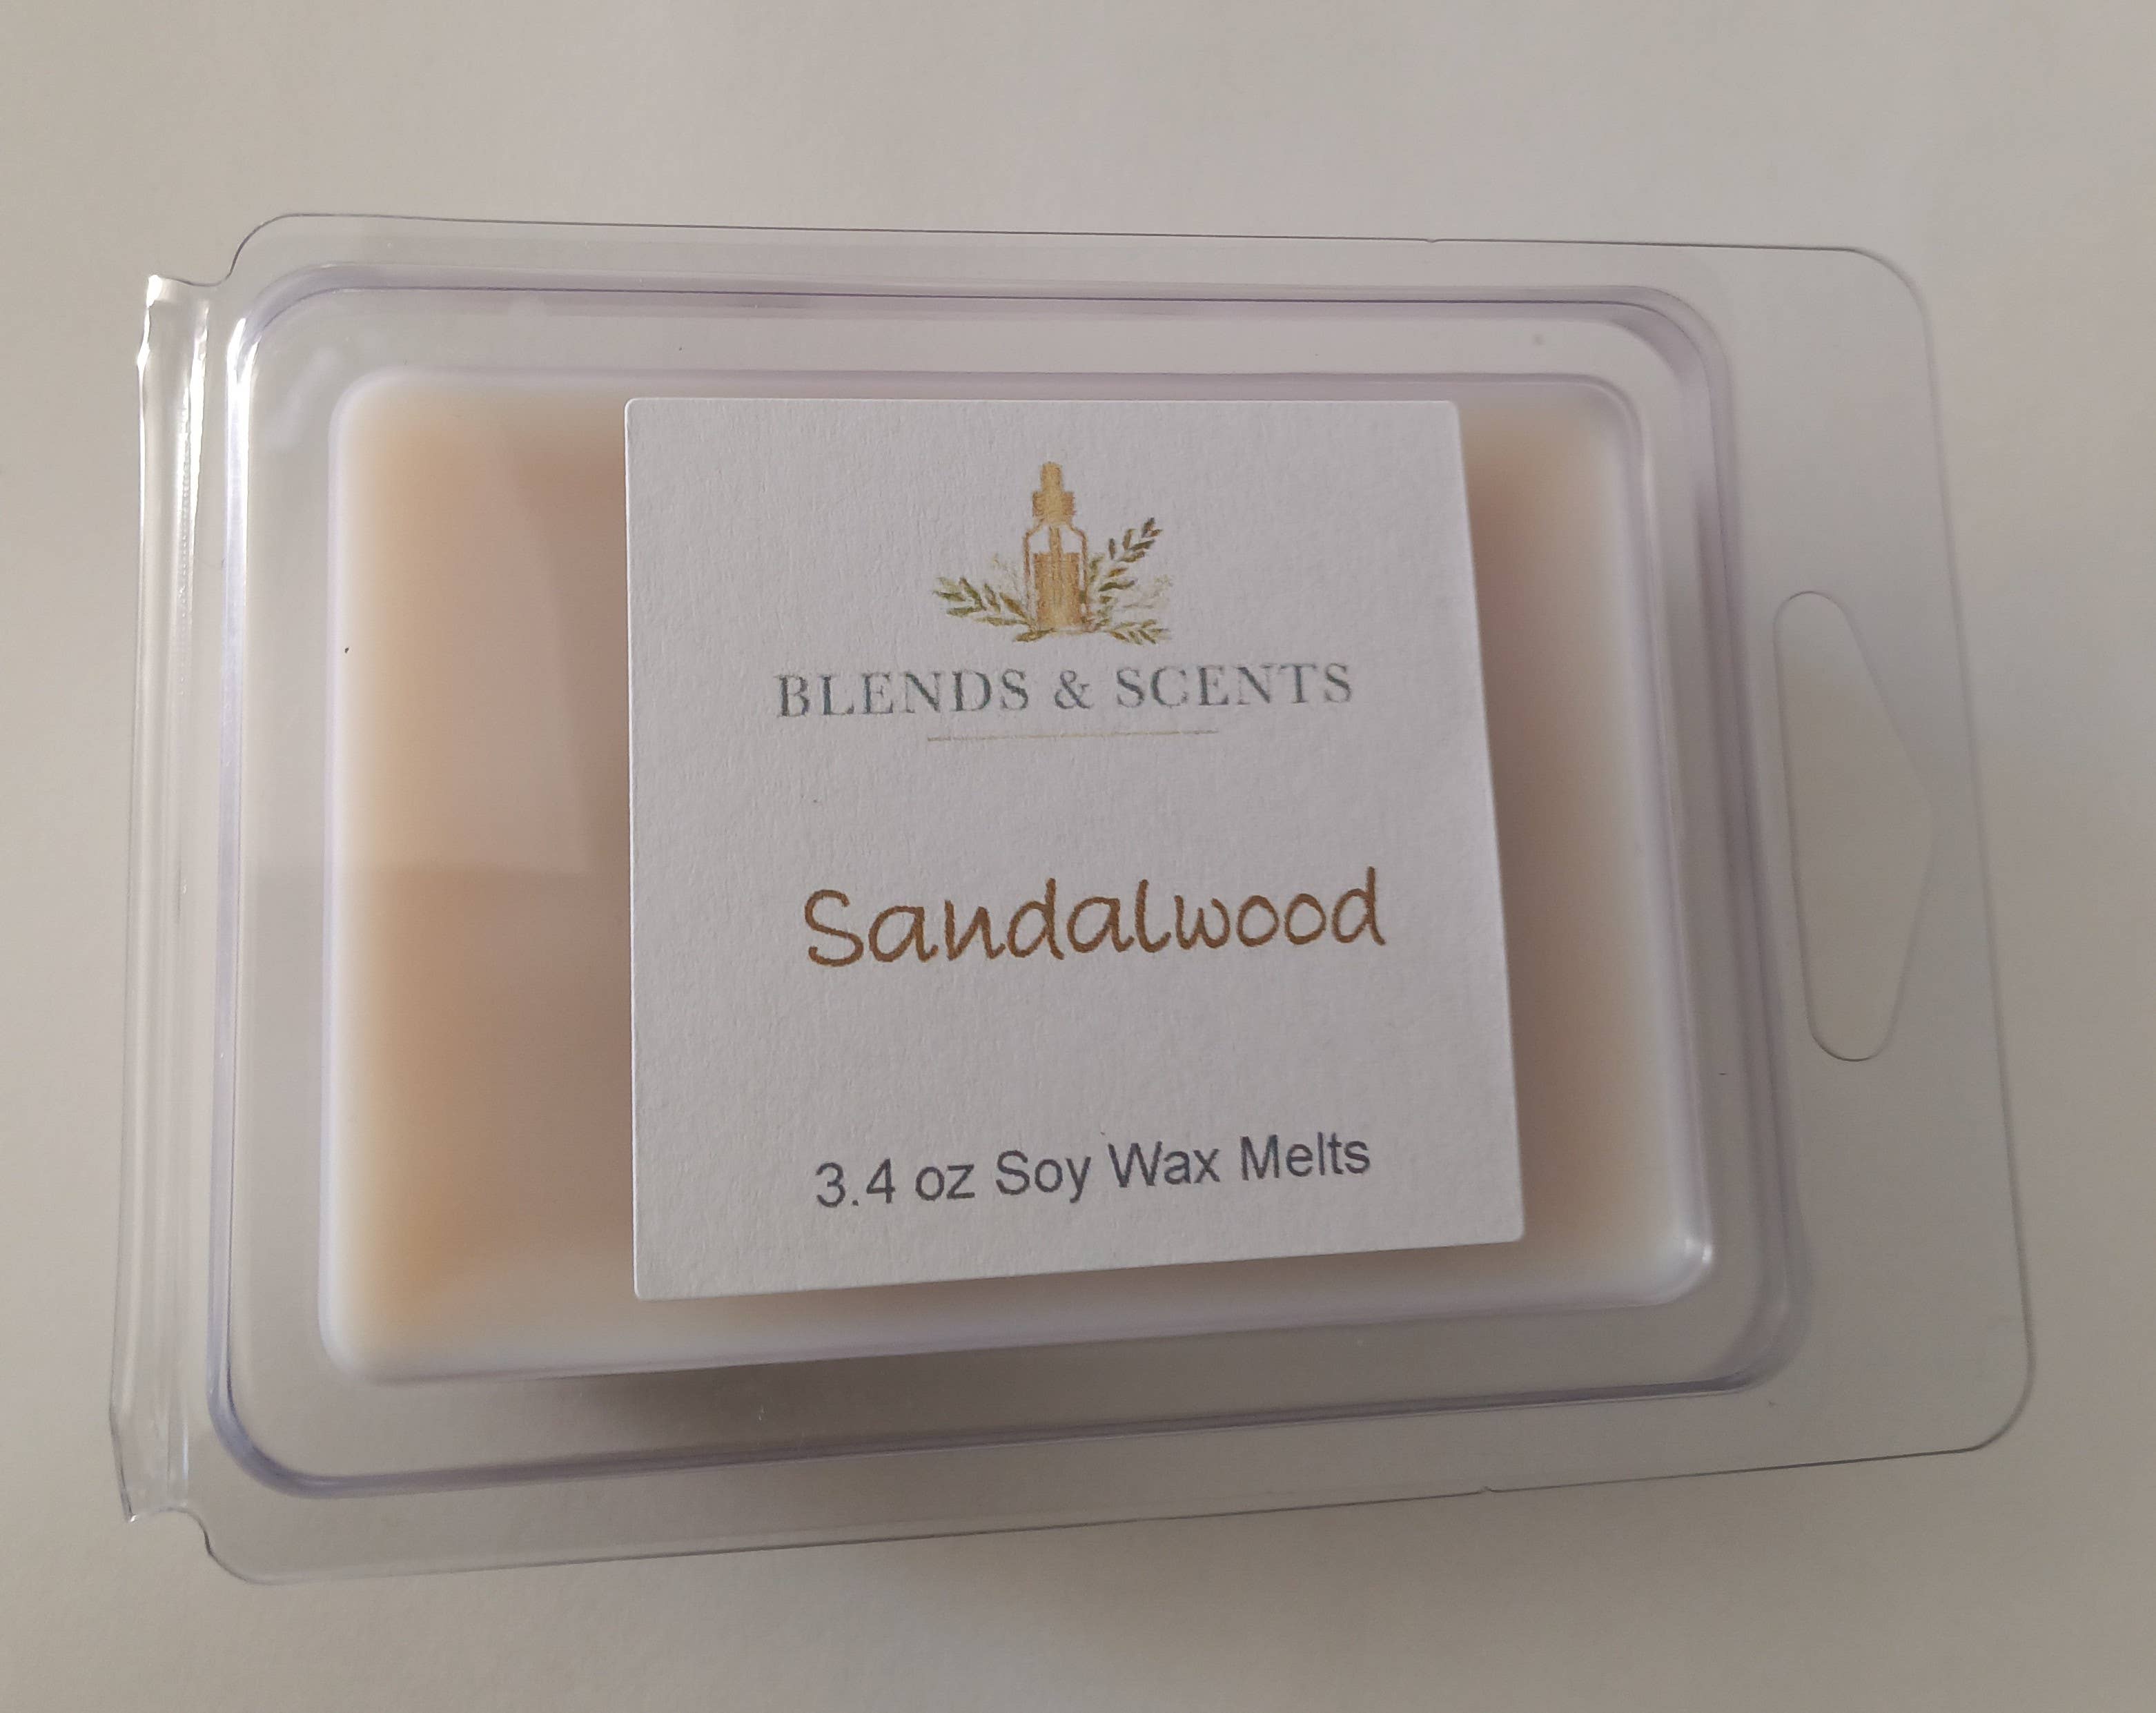 BLENDS & SCENTS
Sandalwood
3.4 oz Soy Wax Melts